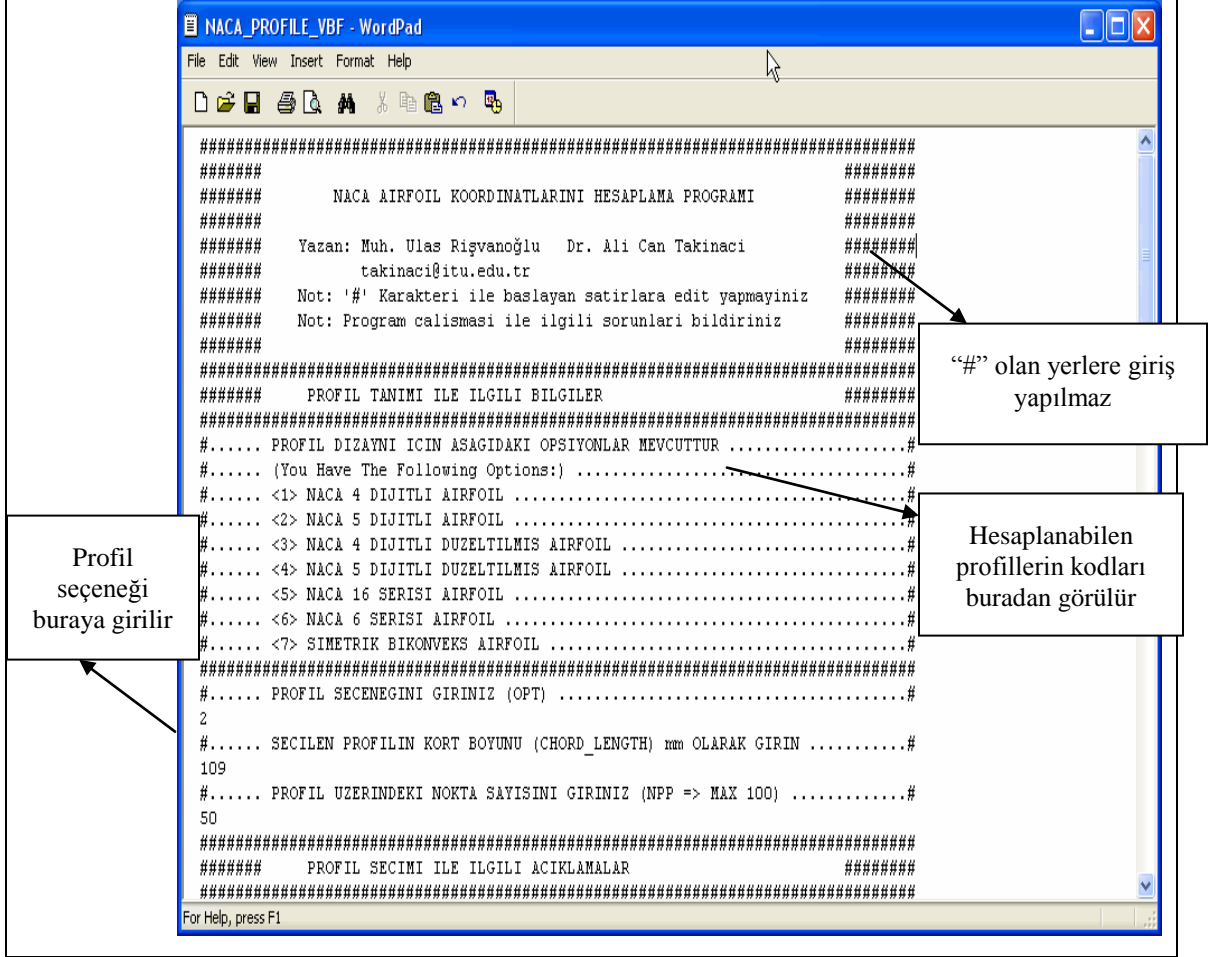 NACA_PROFILE_VBF - WordPad
File Edit View Insert Format Help
################################################################################
####### ########
####### NACA AIRFOIL KOORDINATLARINI HESAPLAMA PROGRAMI ########
####### ########
####### Yazan: Muh. Ulas Rişvanoğlu Dr. Ali Can Takinaci ########
####### takinaci@itu.edu.tr ########
####### Not: '#' Karakteri ile baslayan satirlara edit yapmayiniz ########
####### Not: Program calismasi ile ilgili sorunlari bildiriniz ########
####### ########
################################################################################
####### PROFIL TANIMI ILE ILGILI BILGILER ########
################################################################################
#...... PROFIL DIZAYNI ICIN ASAGIDAKI OPSIYONLAR MEVCUTTUR ....................#
#...... (You Have The Following Options:) .....................................#
#...... <1> NACA 4 DIJITLI AIRFOIL ............................................#
#...... <2> NACA 5 DIJITLI AIRFOIL ............................................#
#...... <3> NACA 4 DIJITLI DUZELTILMIS AIRFOIL ................................#
#...... <4> NACA 5 DIJITLI DUZELTILMIS AIRFOIL ................................#
#...... <5> NACA 16 SERISI AIRFOIL ............................................#
#...... <6> NACA 6 SERISI AIRFOIL .............................................#
#...... <7> SIMETRIK BIKONVEKS AIRFOIL ........................................#
################################################################################
#...... PROFIL SECENEGINI GIRINIZ (OPT) .......................................#
2
#...... SECILEN PROFILIN KORT BOYUNU (CHORD_LENGTH) mm OLARAK GIRIN ...........#
109
#...... PROFIL UZERINDEKI NOKTA SAYISINI GIRINIZ (NPP => MAX 100) .............#
50
################################################################################
####### PROFIL SECIMI ILE ILGILI ACIKLAMALAR ########
################################################################################
For Help, press F1
“#” olan yerlere giriş
yapılmaz
Hesaplanabilen
profillerin kodları
buradan görülür
Profil
seçeneği
buraya girilir